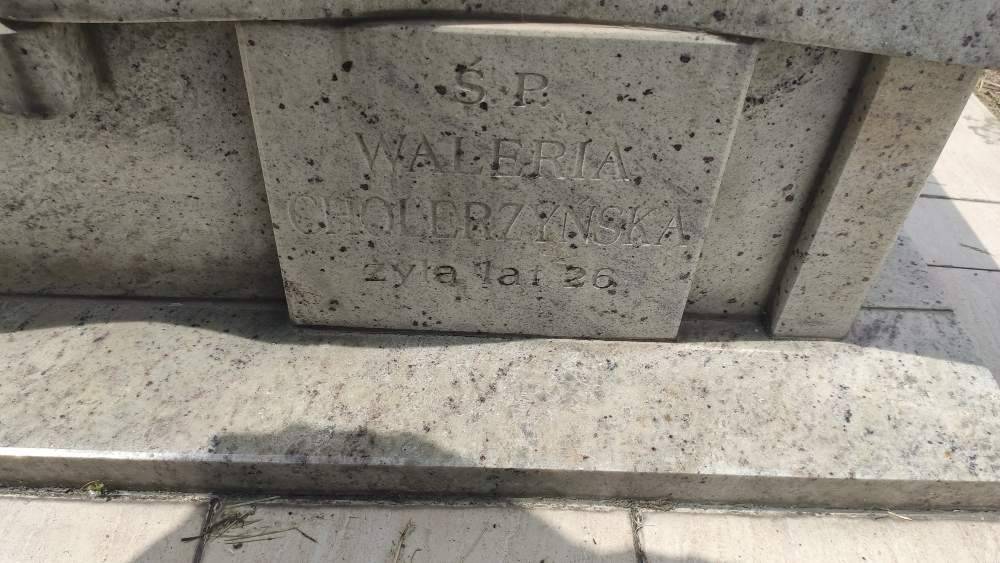 Ś P.
WALERIA
CHOLERZYŃSKA
żyła lat 26